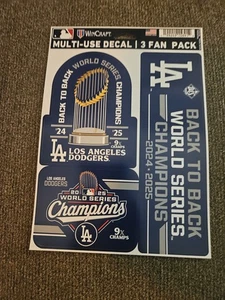 WINCRAFT
MULTI-USE DECAL | 3 FAN PACK
BACK TO BACK WORLD SERIES CHAMPIONS
'24
'25
LA
9X CHAMPS
LOS ANGELES
DODGERS
LOS ANGELES
DODGERS
2025
WORLD SERIES
Champions
LA
9X
CHAMPS
LA
BACK TO BACK
WORLD SERIES
CHAMPIONS
2024 - 2025